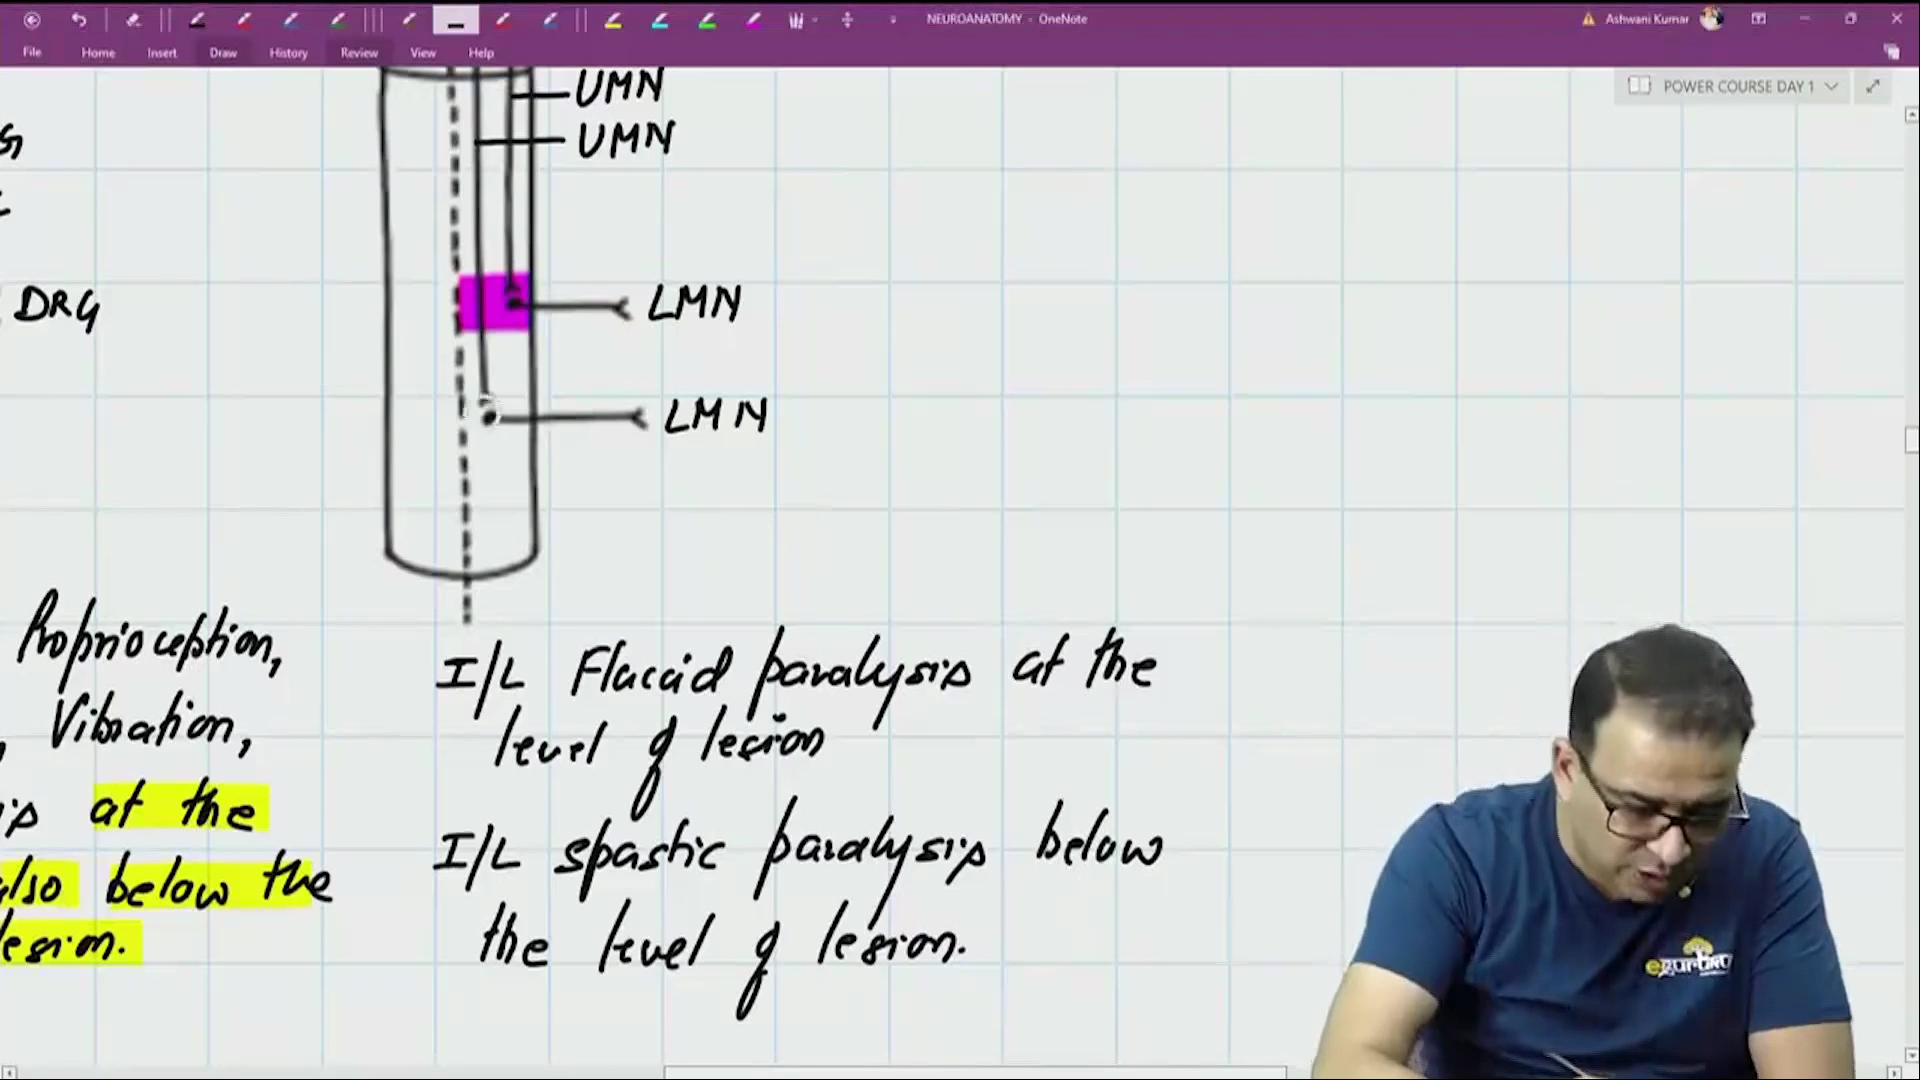 NEUROANATOMY - OneNote
Ashwani Kumar
File Home Insert Draw History Review View Help
POWER COURSE DAY 1
UMN
UMN
G
DRG
LMN
LMN
Proprioception,
, Vibration,
at the
also below the
lesion.
I/L Flaccid paralysis at the
level of lesion
I/L spastic paralysis below
the level of lesion.